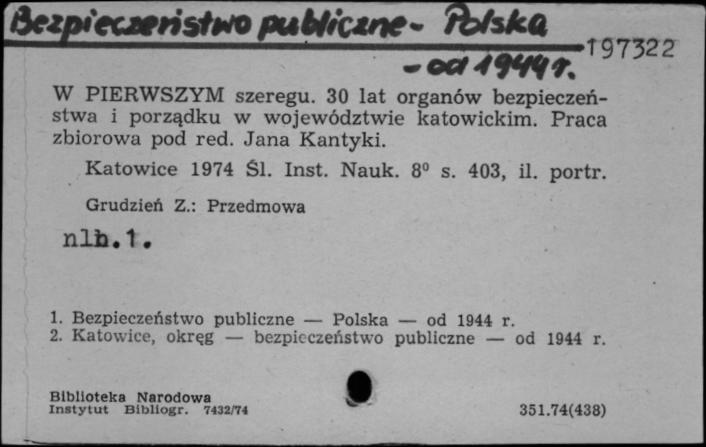 Bezpieczeństwo publiczne - Polska
- od 1944 r.
197322
W PIERWSZYM szeregu. 30 lat organów bezpieczeń-
stwa i porządku w województwie katowickim. Praca
zbiorowa pod red. Jana Kantyki.
Katowice 1974 Śl. Inst. Nauk. 8⁰ s. 403, il. portr.
Grudzień Z.: Przedmowa
nlb.1.
1. Bezpieczeństwo publiczne — Polska — od 1944 r.
2. Katowice, okręg — bezpieczeństwo publiczne — od 1944 r.
Biblioteka Narodowa
Instytut Bibliogr. 7432/74
351.74(438)